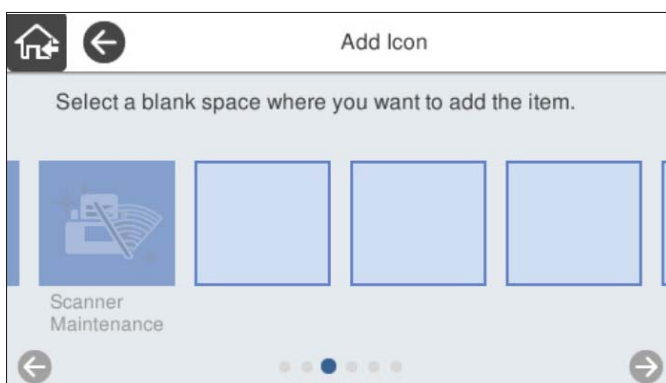 Add Icon
Select a blank space where you want to add the item.
Scanner
Maintenance